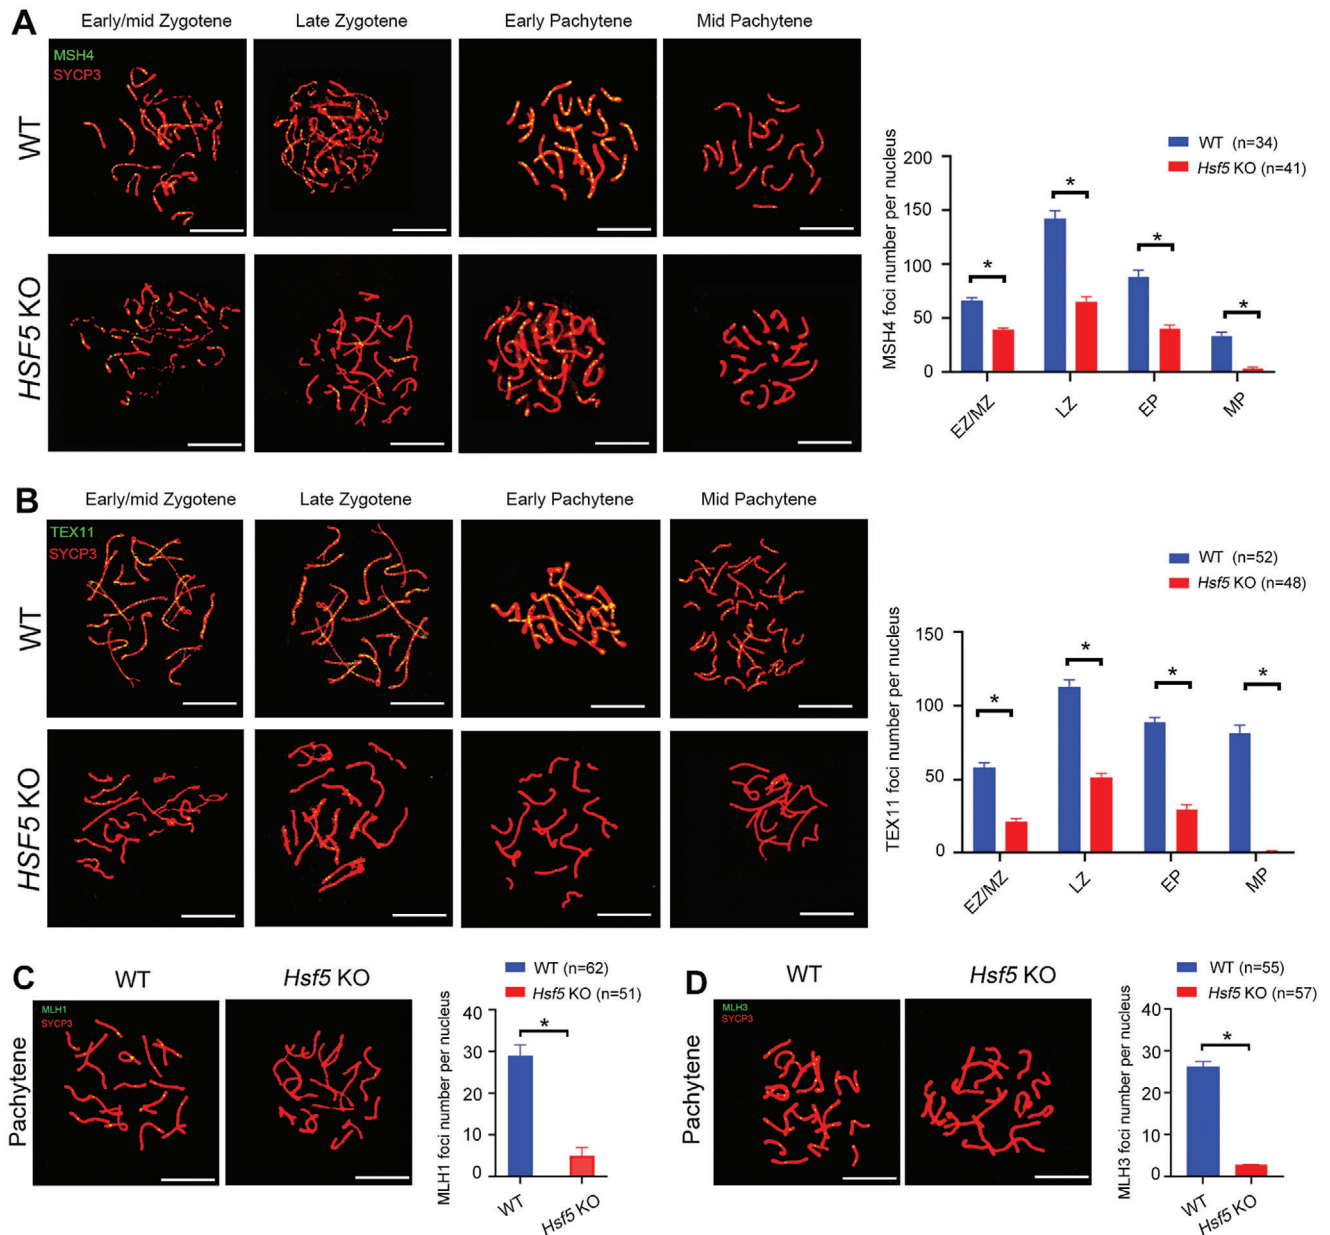 A
Early/mid Zygotene
Late Zygotene
Early Pachytene
Mid Pachytene
MSH4
SYCP3
WT
HSF5 KO
MSH4 foci number per nucleus
WT (n=34)
Hsf5 KO (n=41)
200
150
100
50
0
*
*
*
*
EZ/MZ
LZ
EP
MP
B
Early/mid Zygotene
Late Zygotene
Early Pachytene
Mid Pachytene
TEX11
SYCP3
WT
HSF5 KO
TEX11 foci number per nucleus
WT (n=52)
Hsf5 KO (n=48)
150
100
50
0
*
*
*
*
EZ/MZ
LZ
EP
MP
C
WT
Hsf5 KO
MLH1
SYCP3
Pachytene
MLH1 foci number per nucleus
WT (n=62)
Hsf5 KO (n=51)
40
30
20
10
0
*
WT
Hsf5 KO
D
WT
Hsf5 KO
MLH3
SYCP3
Pachytene
MLH3 foci number per nucleus
WT (n=55)
Hsf5 KO (n=57)
40
30
20
10
0
*
WT
Hsf5 KO